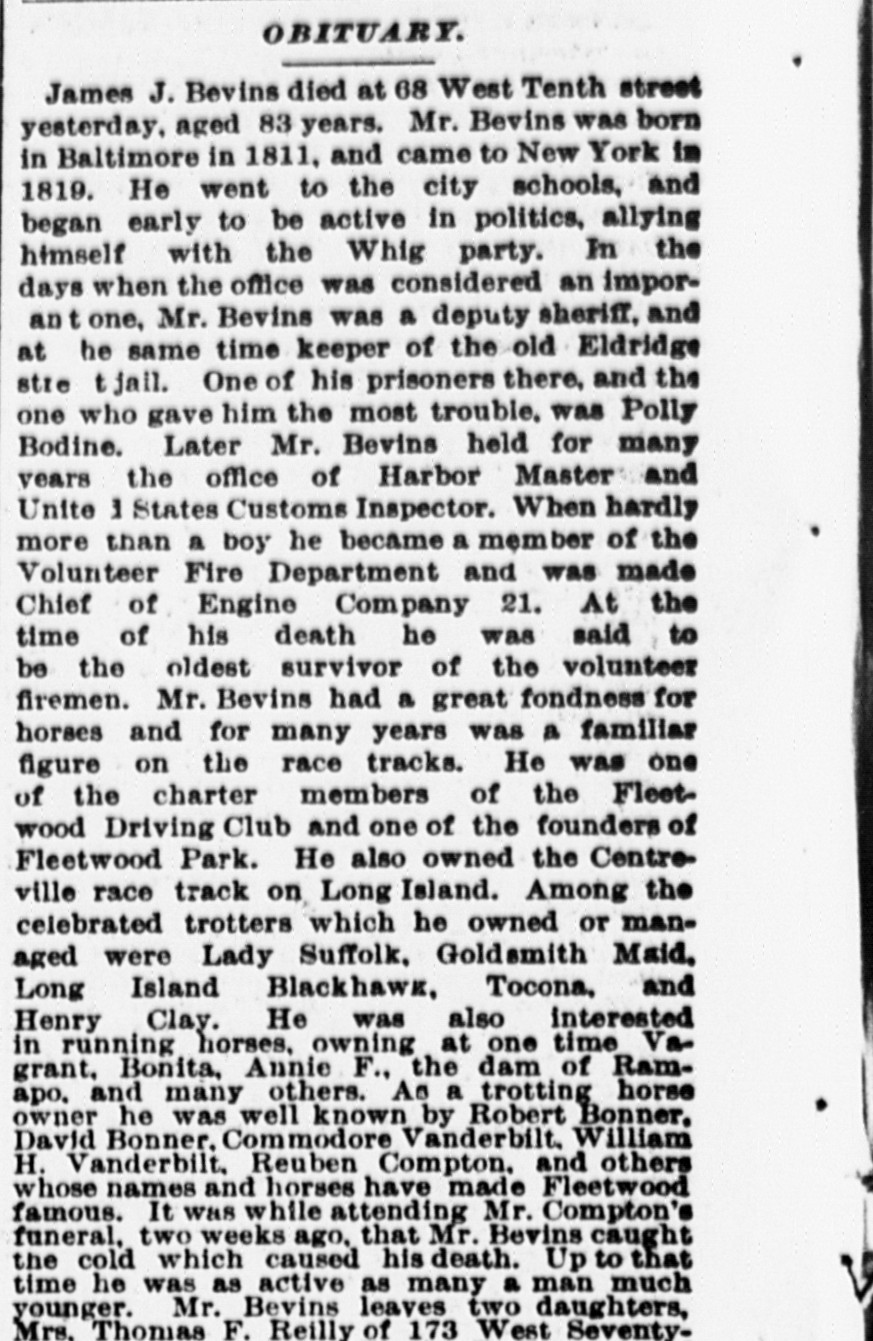 OBITUARY.
James J. Bevins died at 68 West Tenth street
yesterday, aged 83 years. Mr. Bevins was born
in Baltimore in 1811, and came to New York in
1819. He went to the city schools, and
began early to be active in politics, allying
himself with the Whig party. In the
days when the office was considered an impor-
an t one, Mr. Bevins was a deputy sheriff, and
at he same time keeper of the old Eldridge
stre t jail. One of his prisoners there, and the
one who gave him the most trouble, was Polly
Bodine. Later Mr. Bevins held for many
years the office of Harbor Master and
Unite d States Customs Inspector. When hardly
more than a boy he became a member of the
Volunteer Fire Department and was made
Chief of Engine Company 21. At the
time of his death he was said to
be the oldest survivor of the volunteer
firemen. Mr. Bevins had a great fondness for
horses and for many years was a familiar
figure on the race tracks. He was one
of the charter members of the Fleet-
wood Driving Club and one of the founders of
Fleetwood Park. He also owned the Centre-
ville race track on Long Island. Among the
celebrated trotters which he owned or man-
aged were Lady Suffolk, Goldsmith Maid,
Long Island Blackhawk, Tocona, and
Henry Clay. He was also interested
in running horses, owning at one time Va-
grant, Bonita, Annie F., the dam of Ram-
apo, and many others. As a trotting horse
owner he was well known by Robert Bonner,
David Bonner, Commodore Vanderbilt, William
H. Vanderbilt, Reuben Compton, and others
whose names and horses have made Fleetwood
famous. It was while attending Mr. Compton's
funeral, two weeks ago, that Mr. Bevins caught
the cold which caused his death. Up to that
time he was as active as many a man much
younger. Mr. Bevins leaves two daughters,
Mrs. Thomas F. Reilly of 173 West Seventy-